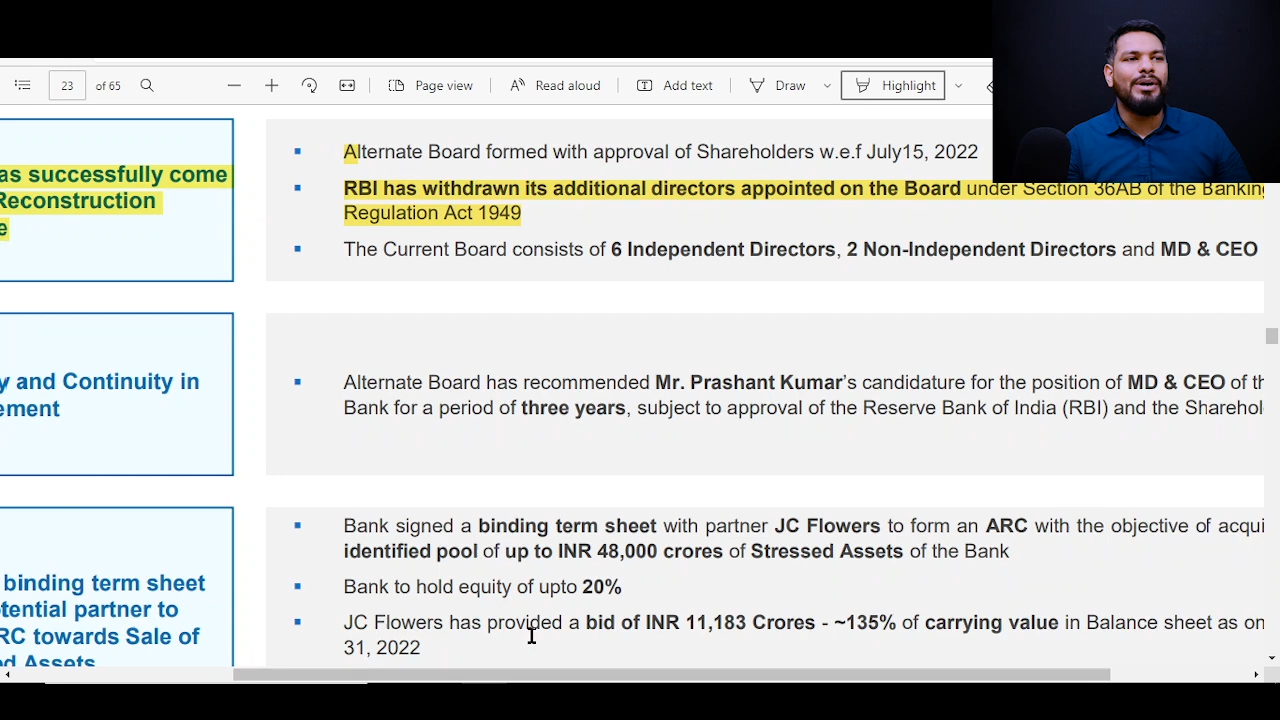 23
of 65
Page view
Read aloud
Add text
Draw
Highlight
as successfully come
Reconstruction
e
Alternate Board formed with approval of Shareholders w.e.f July15, 2022
RBI has withdrawn its additional directors appointed on the Board under Section 36AB of the Banking
Regulation Act 1949
The Current Board consists of 6 Independent Directors, 2 Non-Independent Directors and MD & CEO
y and Continuity in
ement
Alternate Board has recommended Mr. Prashant Kumar's candidature for the position of MD & CEO of th
Bank for a period of three years, subject to approval of the Reserve Bank of India (RBI) and the Sharehol
binding term sheet
tential partner to
RC towards Sale of
ed Assets
Bank signed a binding term sheet with partner JC Flowers to form an ARC with the objective of acqui
identified pool of up to INR 48,000 crores of Stressed Assets of the Bank
Bank to hold equity of upto 20%
JC Flowers has provided a bid of INR 11,183 Crores - ~135% of carrying value in Balance sheet as on
31, 2022